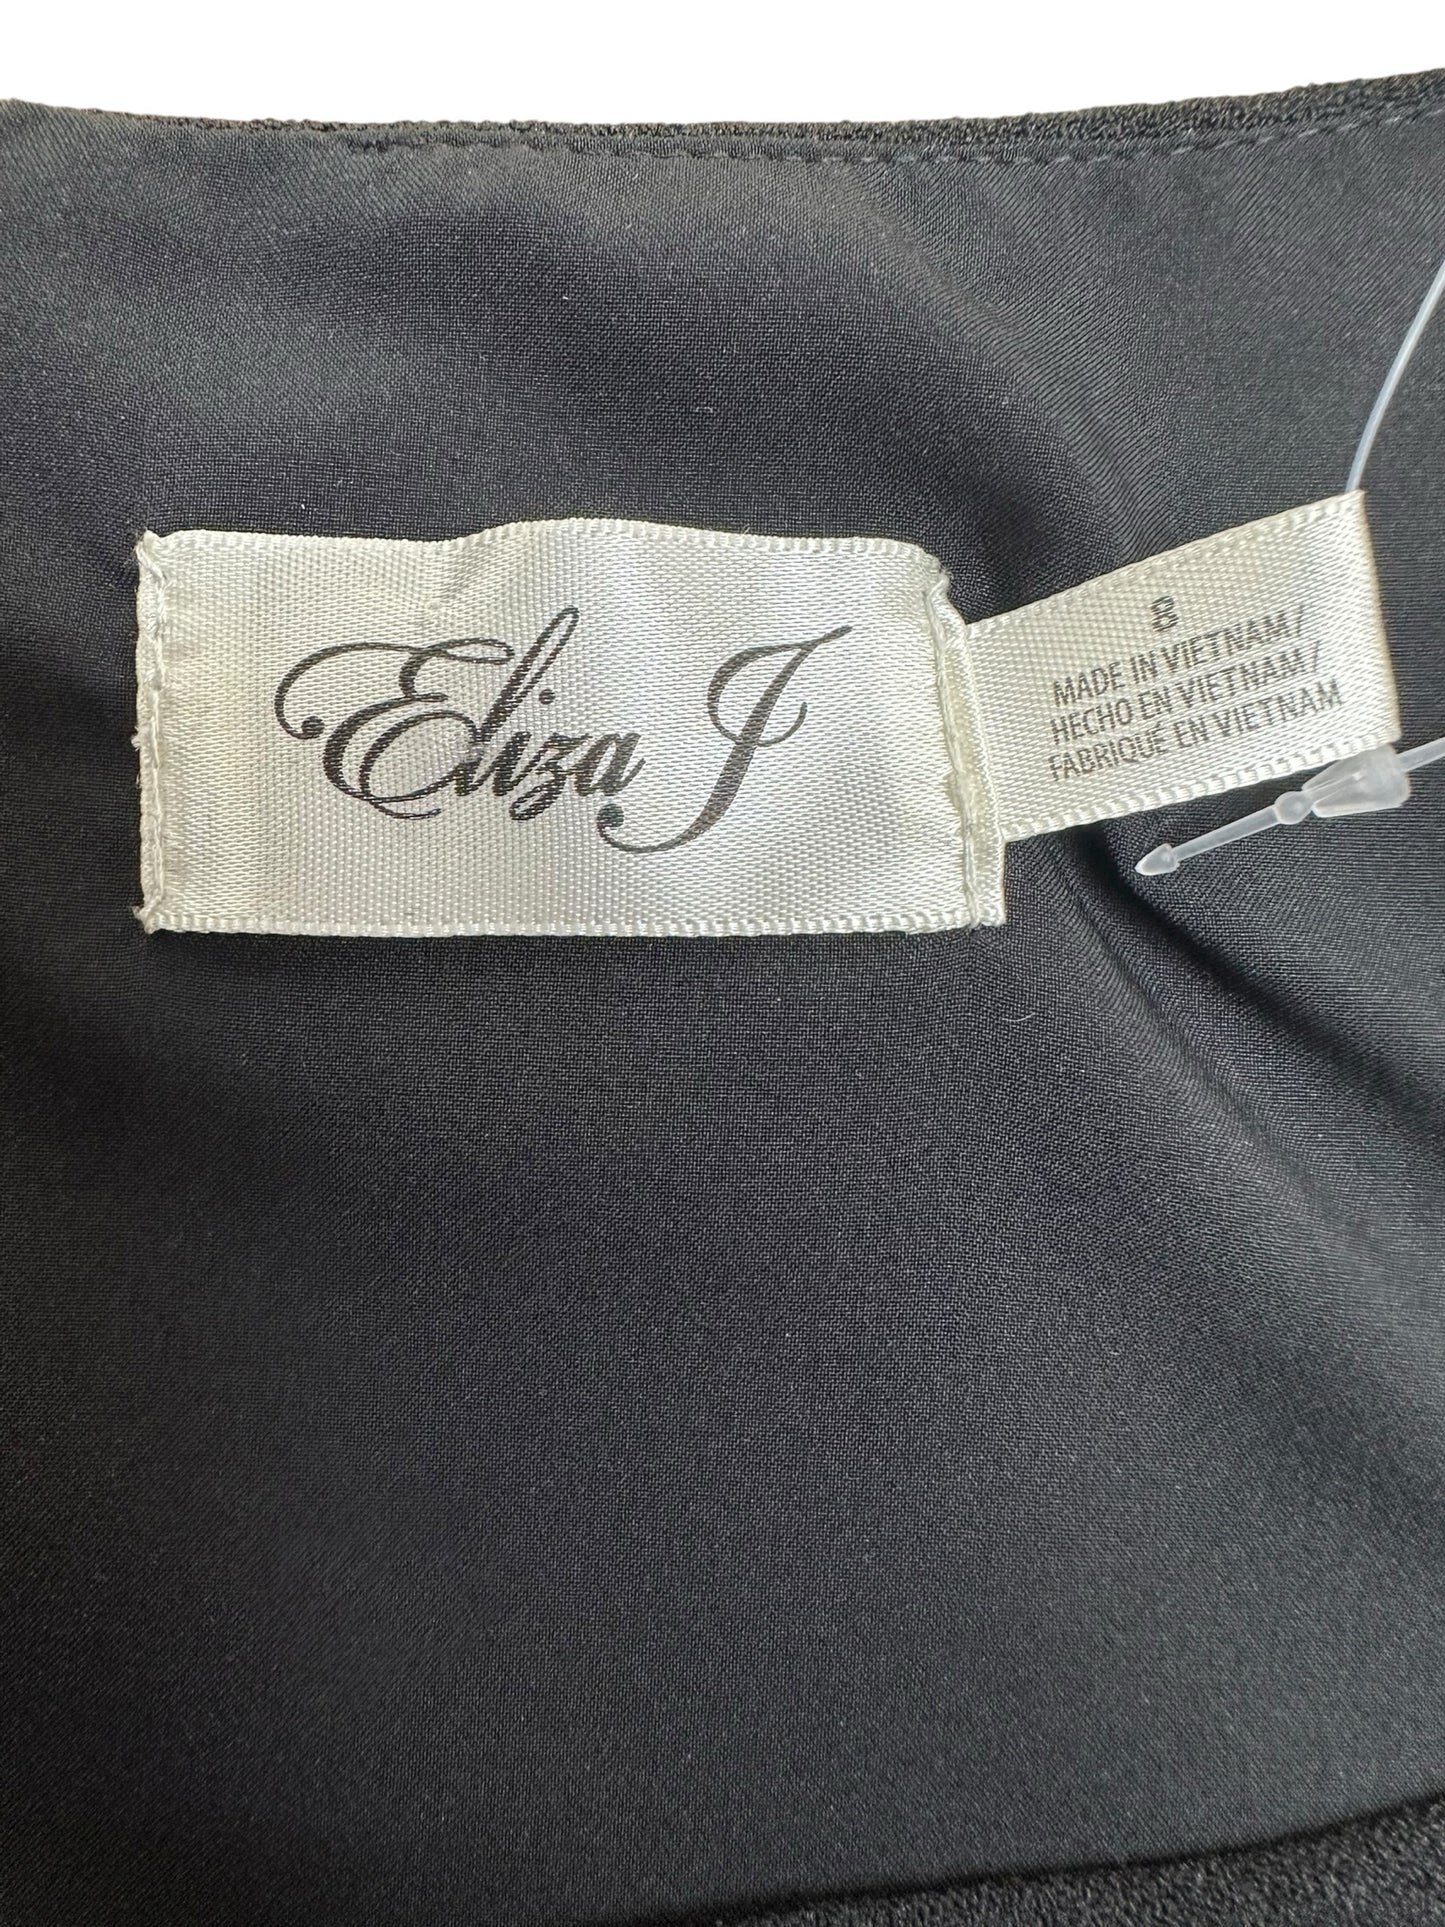 Eliza J
8
MADE IN VIETNAM/
HECHO EN VIETNAM/
FABRIQUÉ EN VIETNAM